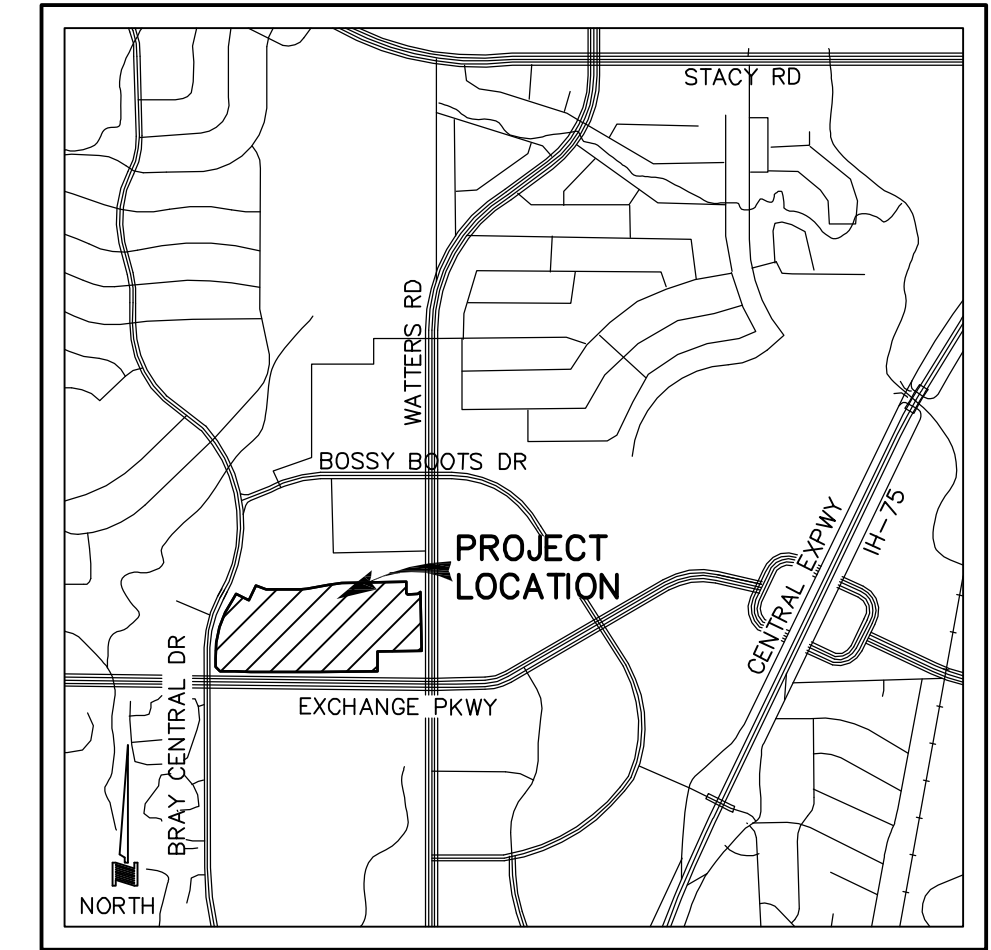 STACY RD
WATTERS RD
BOSSY BOOTS DR
PROJECT
LOCATION
CENTRAL EXPWY
IH-75
BRAY CENTRAL DR
EXCHANGE PKWY
NORTH